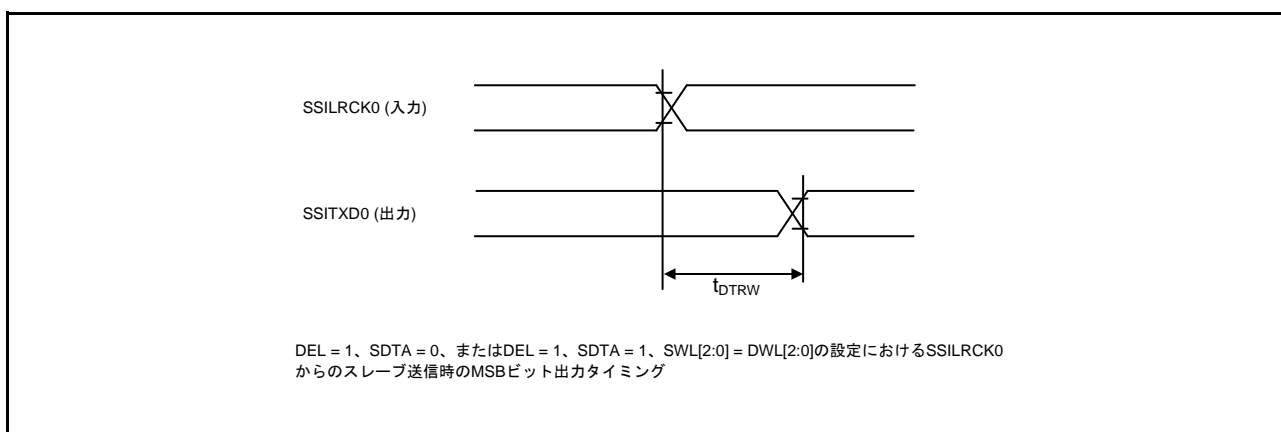 SSILRCK0 (入力)
SSITXD0 (出力)
tDTRW
DEL = 1、SDTA = 0、またはDEL = 1、SDTA = 1、SWL[2:0] = DWL[2:0]の設定におけるSSILRCK0
からのスレーブ送信時のMSBビット出力タイミング